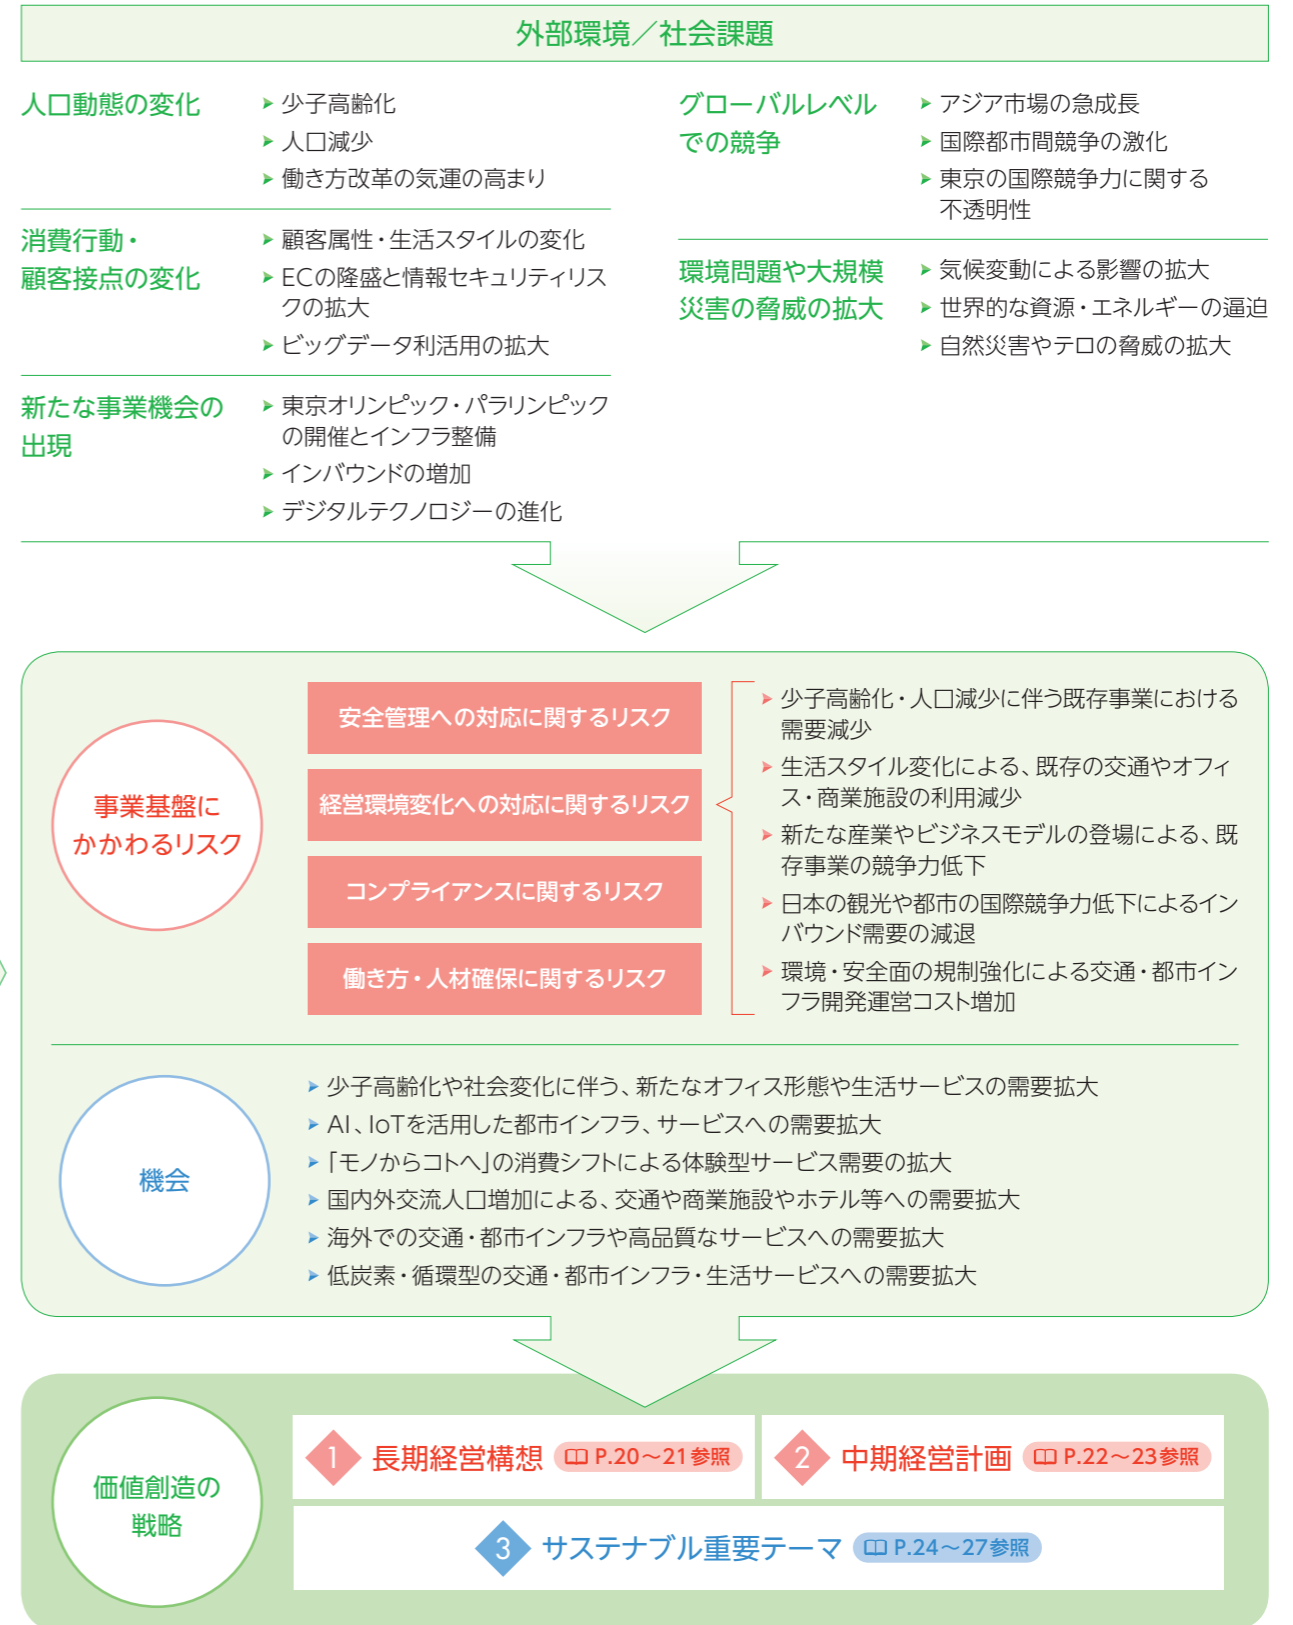 外部環境／社会課題
人口動態の変化
➤ 少子高齢化
➤ 人口減少
➤ 働き方改革の気運の高まり
消費行動・
顧客接点の変化
➤ 顧客属性・生活スタイルの変化
➤ ECの隆盛と情報セキュリティリス
クの拡大
➤ ビッグデータ利活用の拡大
新たな事業機会の
出現
➤ 東京オリンピック・パラリンピック
の開催とインフラ整備
➤ インバウンドの増加
➤ デジタルテクノロジーの進化
グローバルレベル
での競争
➤ アジア市場の急成長
➤ 国際都市間競争の激化
➤ 東京の国際競争力に関する
不透明性
環境問題や大規模
災害の脅威の拡大
➤ 気候変動による影響の拡大
➤ 世界的な資源・エネルギーの逼迫
➤ 自然災害やテロの脅威の拡大
事業基盤に
かかわるリスク
安全管理への対応に関するリスク
経営環境変化への対応に関するリスク
コンプライアンスに関するリスク
働き方・人材確保に関するリスク
➤ 少子高齢化・人口減少に伴う既存事業における
需要減少
➤ 生活スタイル変化による、既存の交通やオフィ
ス・商業施設の利用減少
➤ 新たな産業やビジネスモデルの登場による、既
存事業の競争力低下
➤ 日本の観光や都市の国際競争力低下によるイン
バウンド需要の減退
➤ 環境・安全面の規制強化による交通・都市イン
フラ開発運営コスト増加
機会
➤ 少子高齢化や社会変化に伴う、新たなオフィス形態や生活サービスの需要拡大
➤ AI、IoTを活用した都市インフラ、サービスへの需要拡大
➤ 「モノからコトへ」の消費シフトによる体験型サービス需要の拡大
➤ 国内外交流人口増加による、交通や商業施設やホテル等への需要拡大
➤ 海外での交通・都市インフラや高品質なサービスへの需要拡大
➤ 低炭素・循環型の交通・都市インフラ・生活サービスへの需要拡大
価値創造の
戦略
1 長期経営構想 P.20～21参照
2 中期経営計画 P.22～23参照
3 サステナブル重要テーマ P.24～27参照